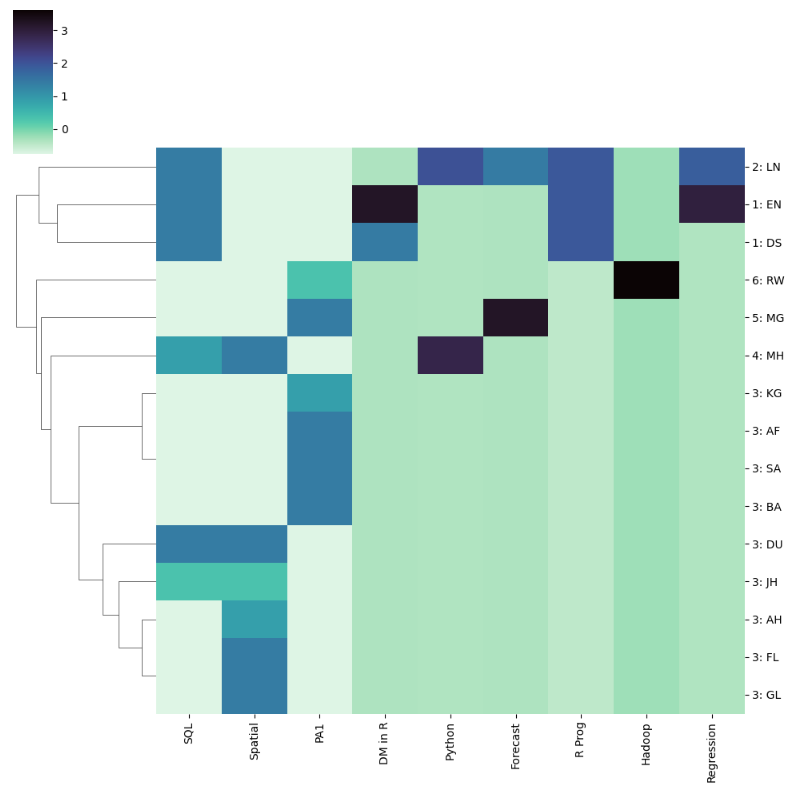 3
2
1
0
2: LN
1: EN
1: DS
6: RW
5: MG
4: MH
3: KG
3: AF
3: SA
3: BA
3: DU
3: JH
3: AH
3: FL
3: GL
SQL
Spatial
PA1
DM in R
Python
Forecast
R Prog
Hadoop
Regression